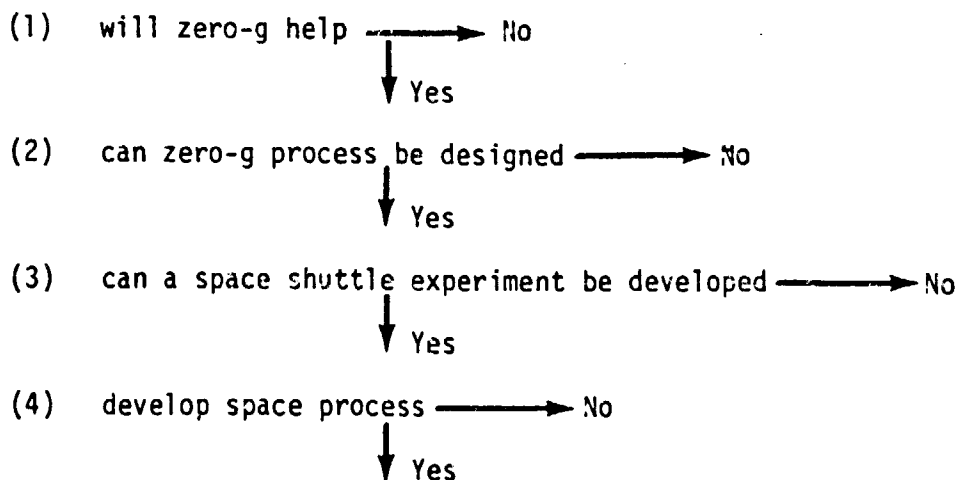 (1) will zero-g help No
Yes
(2) can zero-g process be designed No
Yes
(3) can a space shuttle experiment be developed No
Yes
(4) develop space process No
Yes